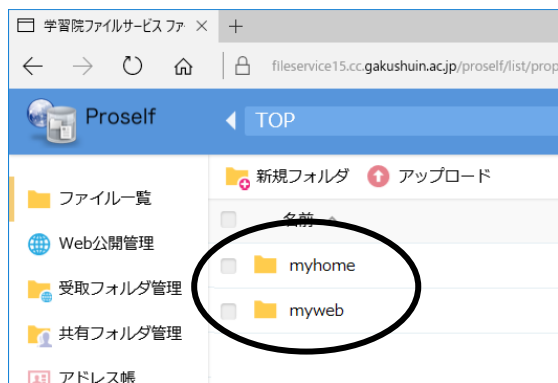 学習院ファイルサービス ファ
fileservice15.cc.gakushuin.ac.jp/proself/list/prop
Proself
TOP
新規フォルダ アップロード
名前
myhome
myweb
ファイル一覧
Web公開管理
受取フォルダ管理
共有フォルダ管理
アドレス帳